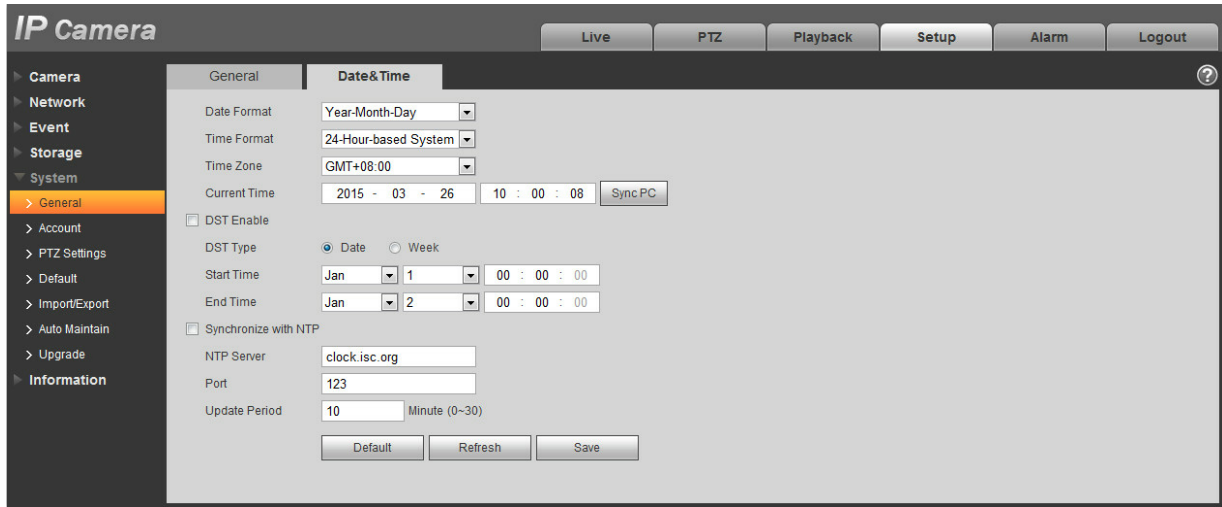 IP Camera
Live PTZ Playback Setup Alarm Logout
Camera
Network
Event
Storage
System
General
Account
PTZ Settings
Default
Import/Export
Auto Maintain
Upgrade
Information
General Date&Time ?
Date Format Year-Month-Day
Time Format 24-Hour-based System
Time Zone GMT+08:00
Current Time 2015 - 03 - 26 10 : 00 : 08 Sync PC
DST Enable
DST Type Date Week
Start Time Jan 1 00 : 00 : 00
End Time Jan 2 00 : 00 : 00
Synchronize with NTP
NTP Server clock.isc.org
Port 123
Update Period 10 Minute (0~30)
Default Refresh Save